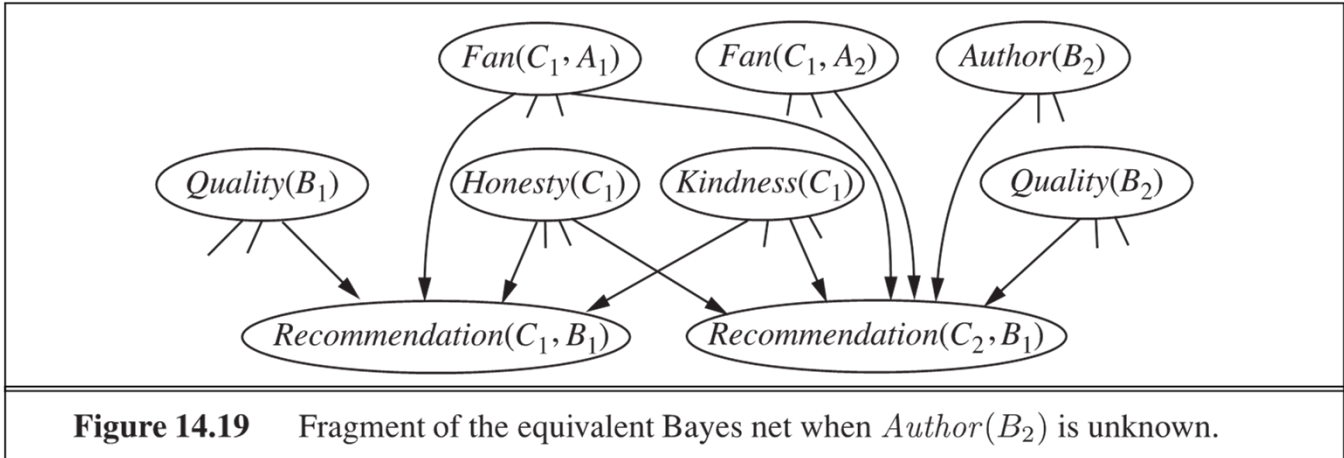 Fan(C₁, A₁) Fan(C₁, A₂) Author(B₂)
Quality(B₁) Honesty(C₁) Kindness(C₁) Quality(B₂)
Recommendation(C₁, B₁) Recommendation(C₂, B₁)
Figure 14.19 Fragment of the equivalent Bayes net when Author(B₂) is unknown.